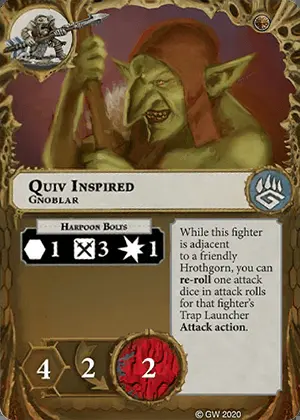 Quiv Inspired
Gnoblar
Harpoon Bolts
1 3 1
While this fighter
is adjacent
to a friendly
Hrothgorn, you can
re-roll one attack
dice in attack rolls
for that fighter's
Trap Launcher
Attack action.
4 2 2
© GW 2020